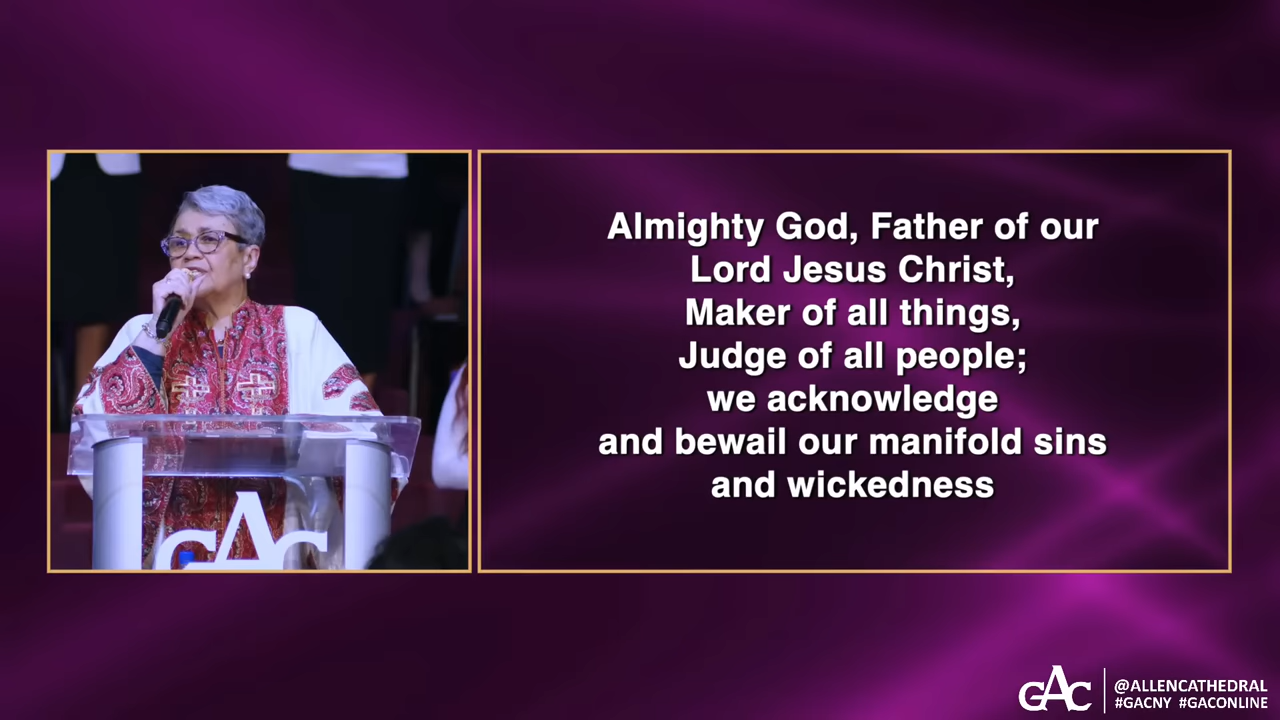 Almighty God, Father of our
Lord Jesus Christ,
Maker of all things,
Judge of all people;
we acknowledge
and bewail our manifold sins
and wickedness
GAC
GAC
@ALLENCATHEDRAL
#GACNY #GACONLINE